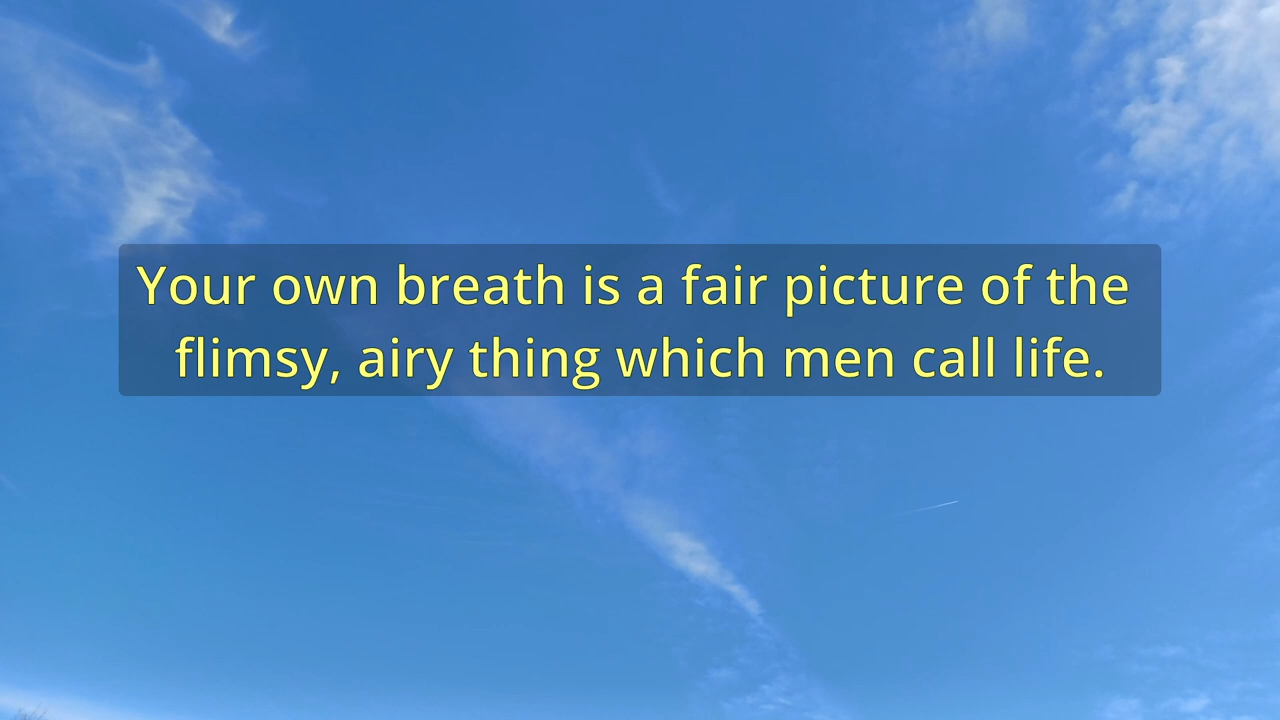 Your own breath is a fair picture of the
flimsy, airy thing which men call life.